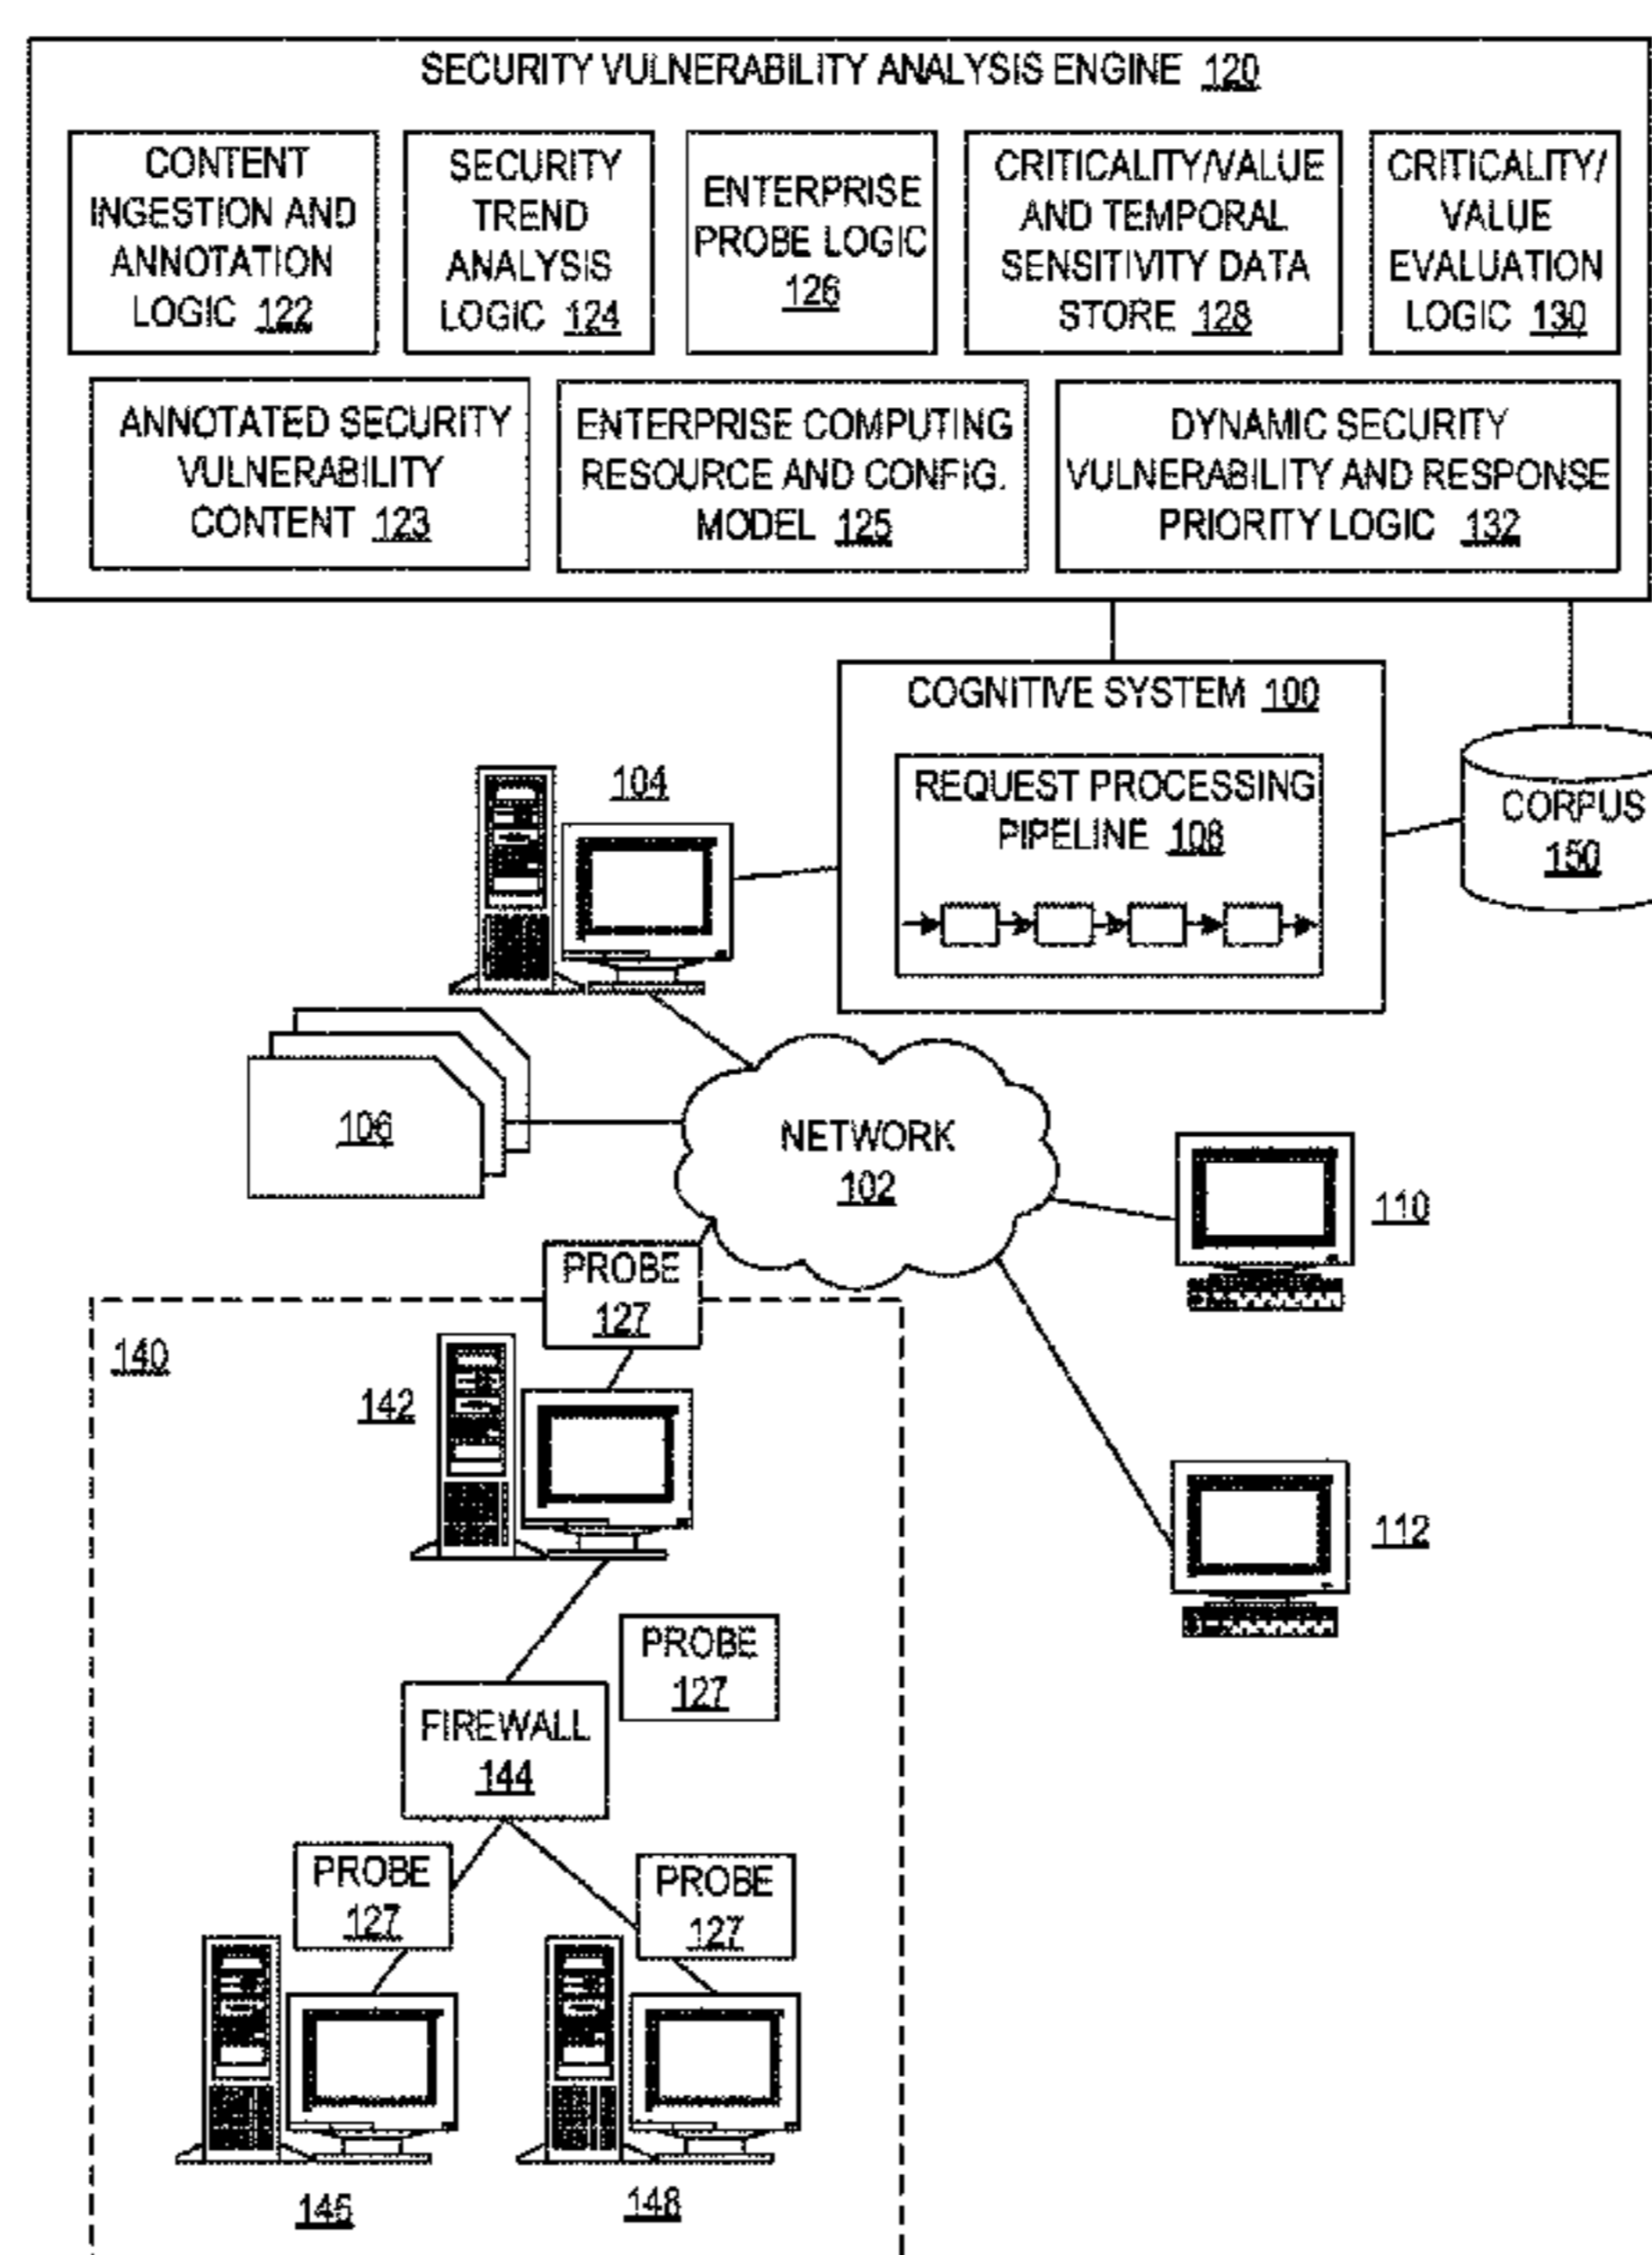 SECURITY VULNERABILITY ANALYSIS ENGINE 120
CONTENT
INGESTION AND
ANNOTATION
LOGIC 122
SECURITY
TREND
ANALYSIS
LOGIC 124
ENTERPRISE
PROBE LOGIC
126
CRITICALITY/VALUE
AND TEMPORAL
SENSITIVITY DATA
STORE 128
CRITICALITY/
VALUE
EVALUATION
LOGIC 130
ANNOTATED SECURITY
VULNERABILITY
CONTENT 123
ENTERPRISE COMPUTING
RESOURCE AND CONFIG.
MODEL 125
DYNAMIC SECURITY
VULNERABILITY AND RESPONSE
PRIORITY LOGIC 132
COGNITIVE SYSTEM 100
REQUEST PROCESSING
PIPELINE 108
CORPUS
150
104
106
NETWORK
102
110
112
PROBE
127
140
142
PROBE
127
FIREWALL
144
PROBE
127
PROBE
127
146
148